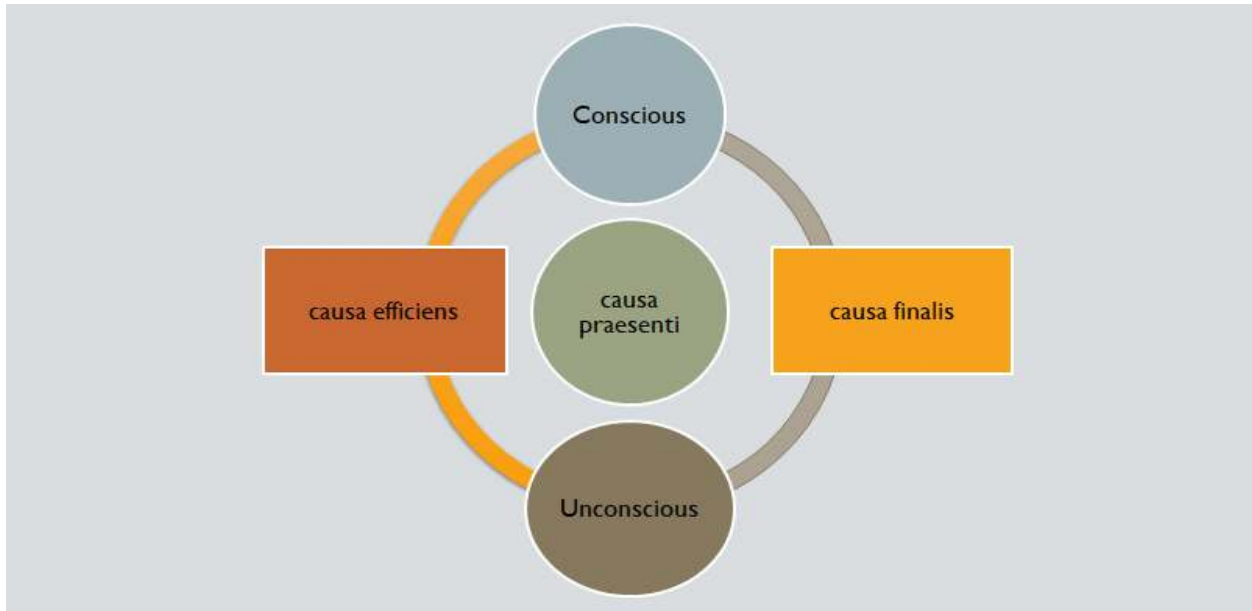 Conscious
causa efficiens
causa
praesenti
causa finalis
Unconscious